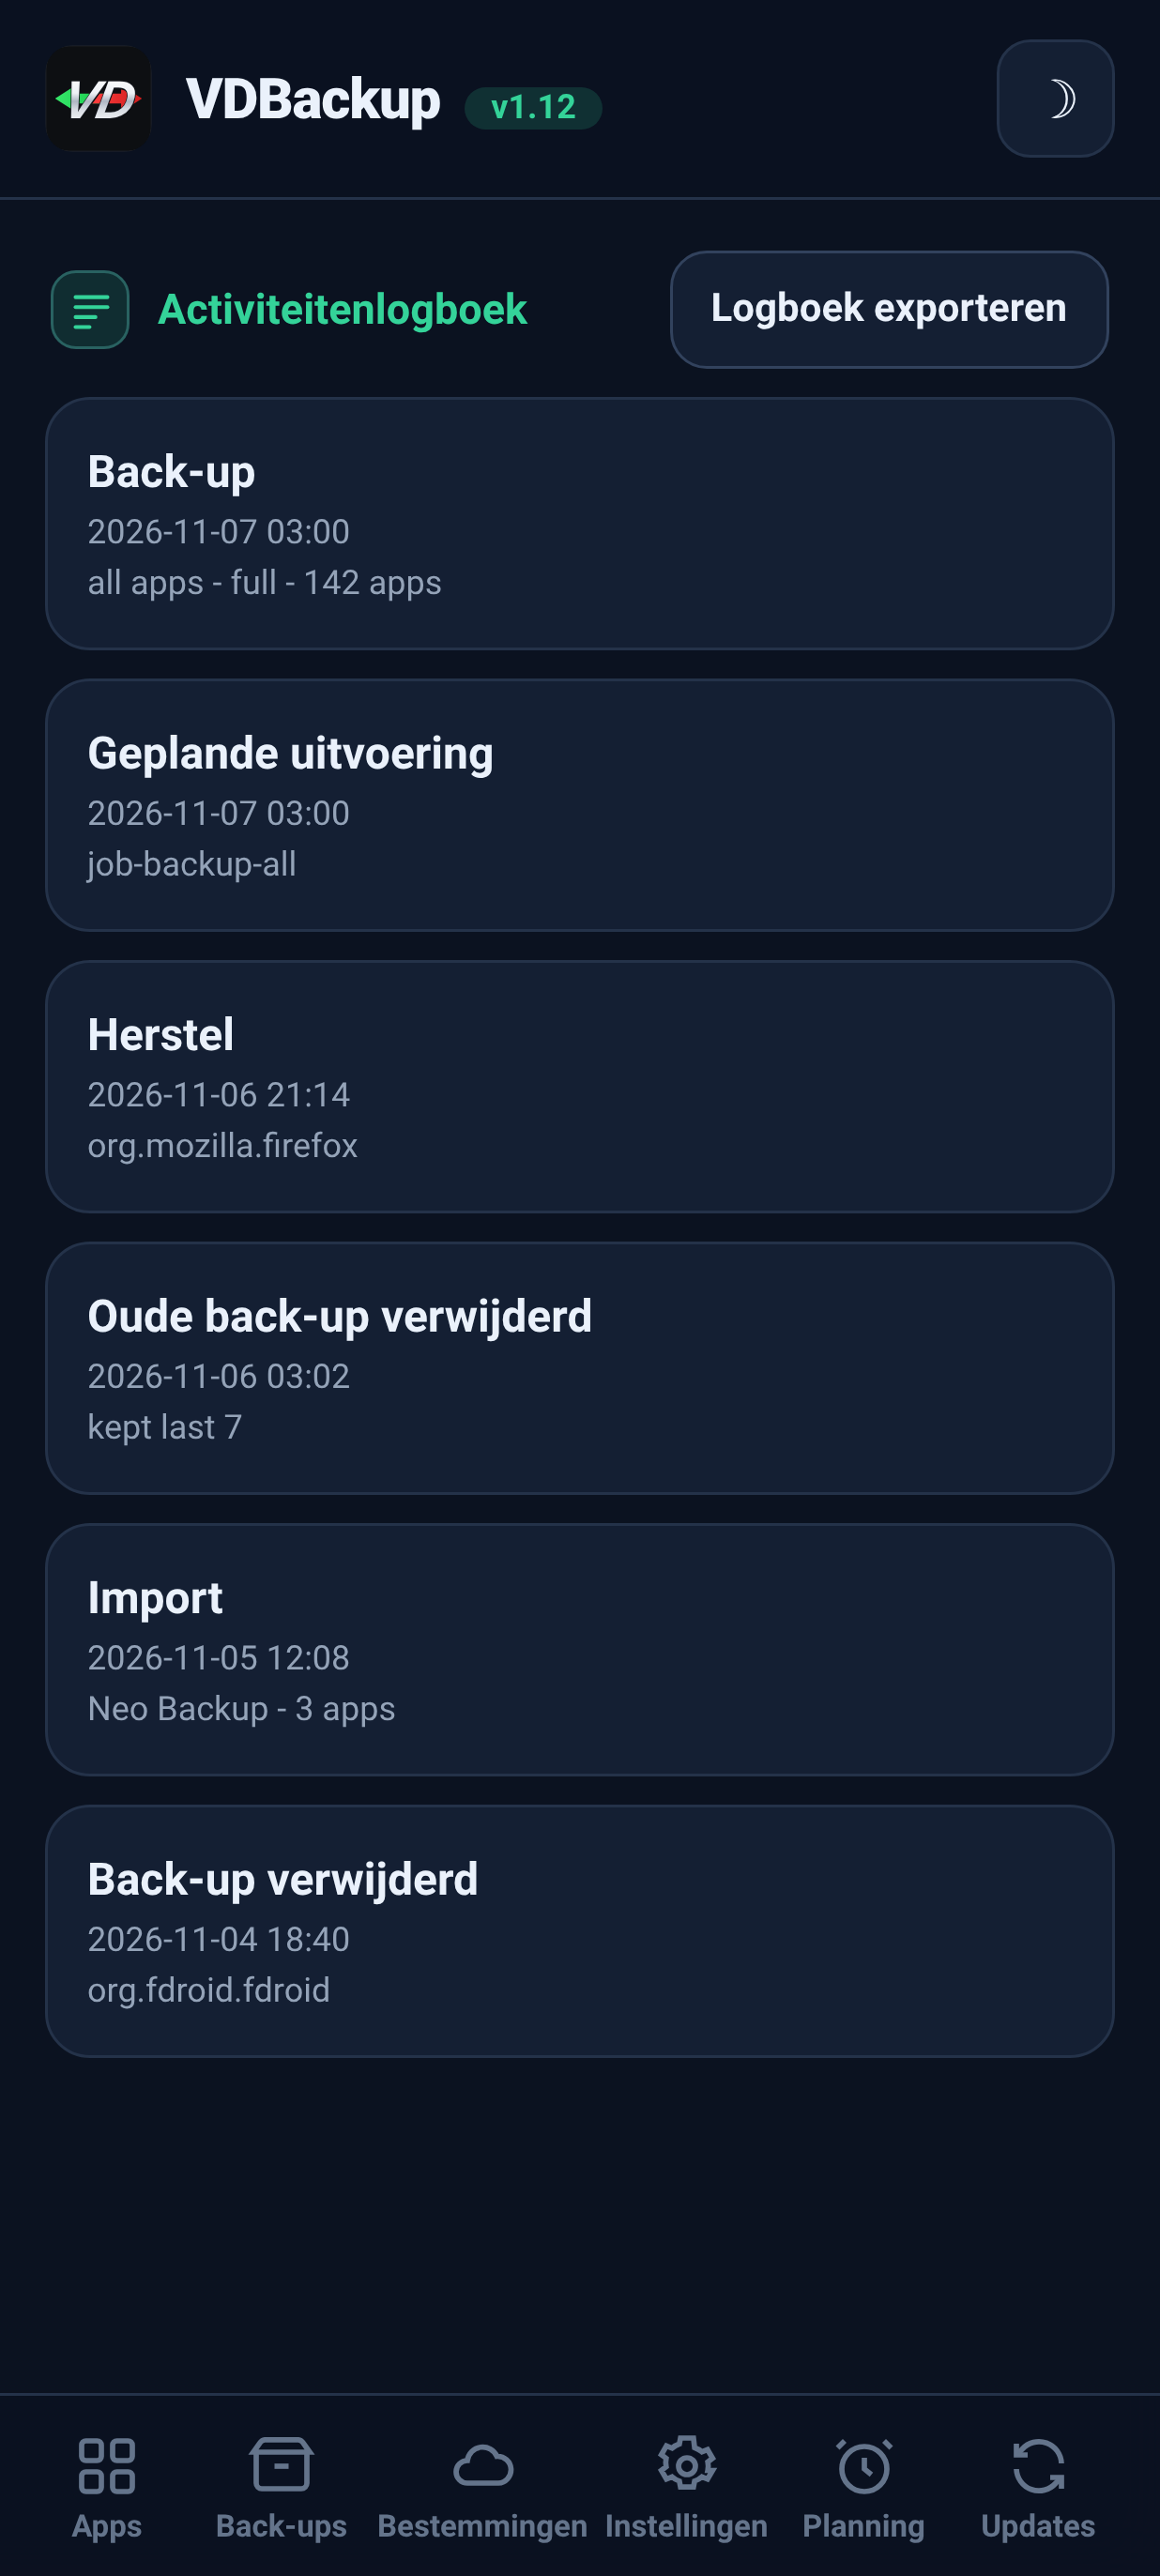 VD
VDBackup v1.12
Activiteitenlogboek
Logboek exporteren
Back-up
2026-11-07 03:00
all apps - full - 142 apps
Geplande uitvoering
2026-11-07 03:00
job-backup-all
Herstel
2026-11-06 21:14
org.mozilla.firefox
Oude back-up verwijderd
2026-11-06 03:02
kept last 7
Import
2026-11-05 12:08
Neo Backup - 3 apps
Back-up verwijderd
2026-11-04 18:40
org.fdroid.fdroid
Apps
Back-ups
Bestemmingen
Instellingen
Planning
Updates